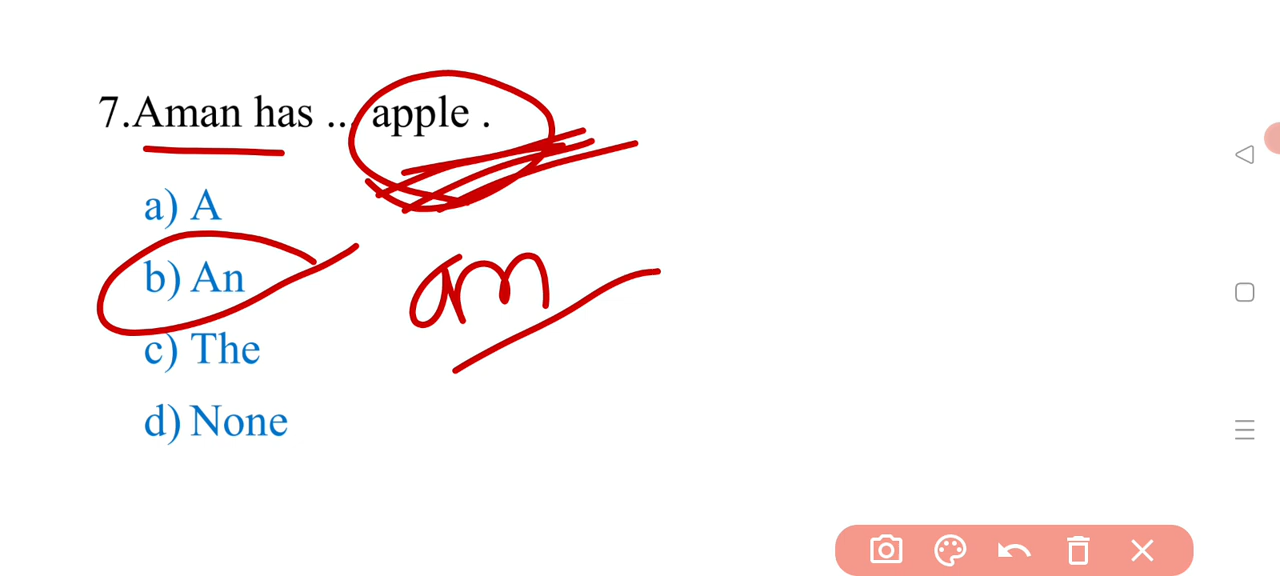 7.Aman has ... apple .
a) A
b) An
an
c) The
d) None